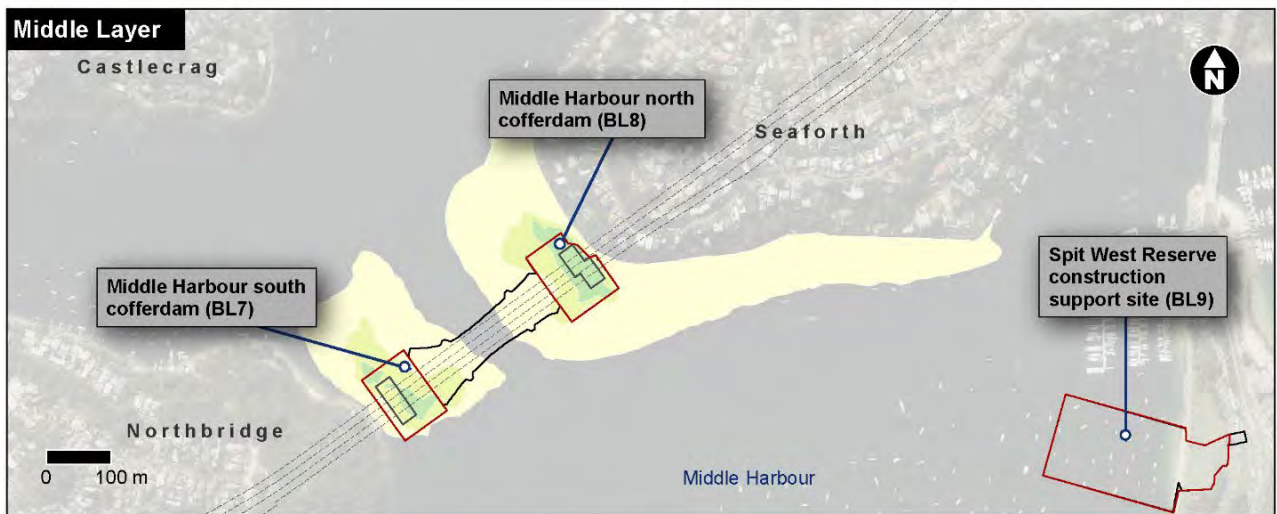 Middle Layer
Castlecrag
N
Middle Harbour north
cofferdam (BL8)
Seaforth
Middle Harbour south
cofferdam (BL7)
Spit West Reserve
construction
support site (BL9)
Northbridge
0 100 m
Middle Harbour